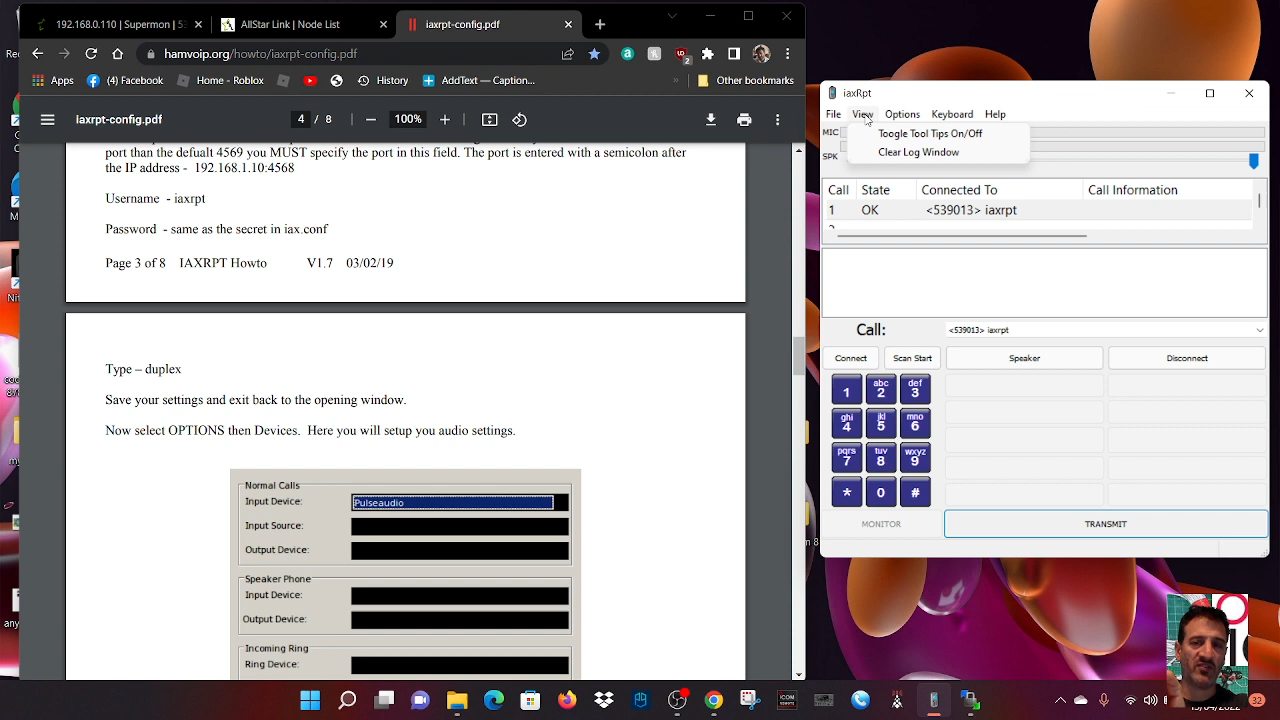 192.168.0.110 | Supermon | 53
AllStar Link | Node List
iaxrpt-config.pdf
hamvoip.org/howto/iaxrpt-config.pdf
2
Apps
(4) Facebook
Home - Roblox
History
AddText — Caption...
»
Other bookmarks
iaxrpt-config.pdf
4 / 8
100%
port than the defualt 4569 you MUST specify the port in this field. The port is entered with a semicolon after
the IP address - 192.168.1.10:4568
Username - iaxrpt
Password - same as the secret in iax.conf
Page 3 of 8 IAXRPT Howto V1.7 03/02/19
Type – duplex
Save your settings and exit back to the opening window.
Now select OPTIONS then Devices. Here you will setup you audio settings.
Normal Calls
Input Device: Pulseaudio
Input Source:
Output Device:
Speaker Phone
Input Device:
Output Device:
Incoming Ring
Ring Device:
iaxRpt
File View Options Keyboard Help
Toogle Tool Tips On/Off
Clear Log Window
MIC
SPK
Call State Connected To Call Information
1 OK <539013> iaxrpt
Call: <539013> iaxrpt
Connect Scan Start Speaker Disconnect
1 abc 2 def 3
ghi 4 jkl 5 mno 6
pqrs 7 tuv 8 wxyz 9
* 0 #
MONITOR TRANSMIT
ICOM
REMOTE
32